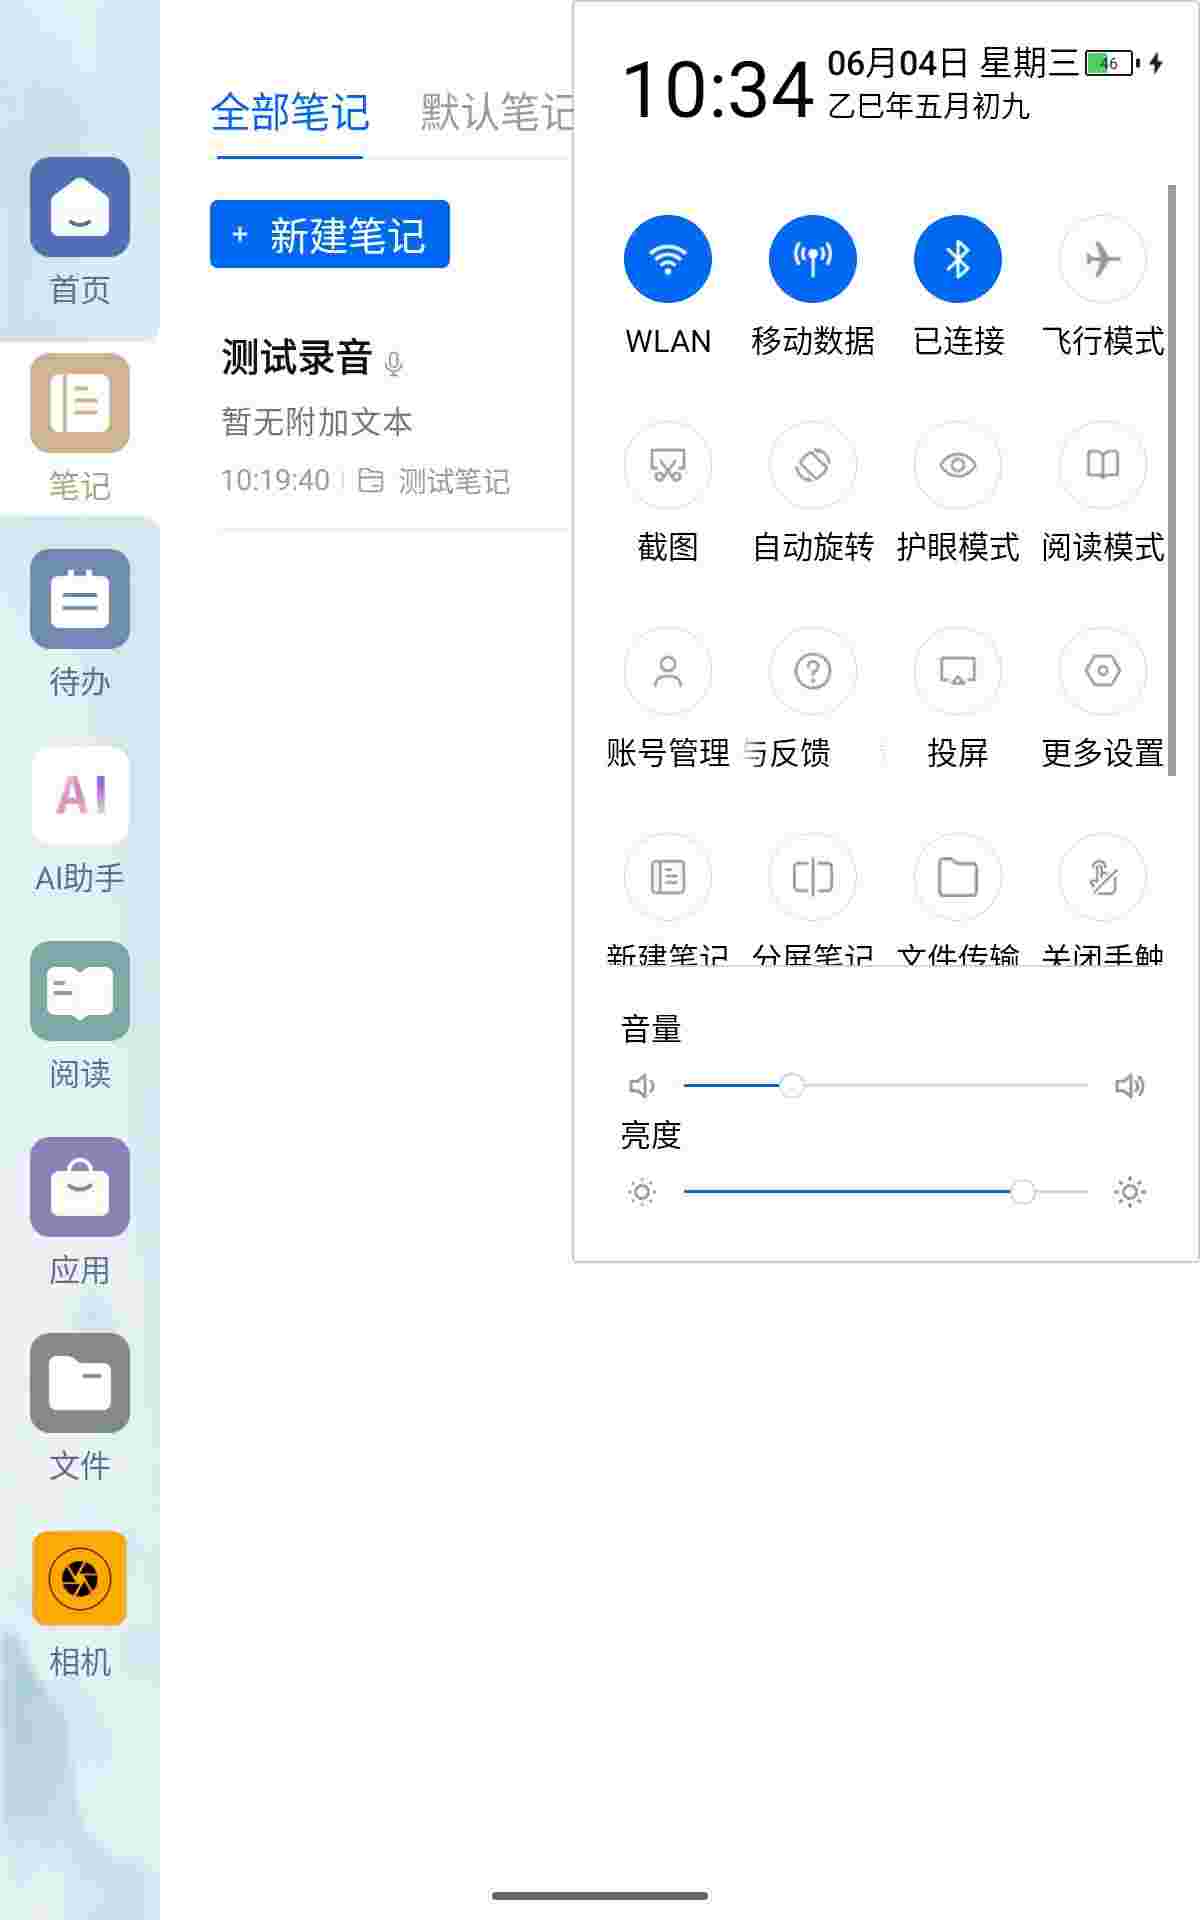 10:34
06月04日 星期三
46
乙巳年五月初九
全部笔记
默认笔记
+ 新建笔记
测试录音
暂无附加文本
10:19:40
测试笔记
首页
笔记
待办
AI
AI助手
阅读
应用
文件
相机
WLAN
移动数据
已连接
飞行模式
截图
自动旋转
护眼模式
阅读模式
账号管理
与反馈
投屏
更多设置
新建笔记
分屏笔记
文件传输
关闭手触
音量
亮度